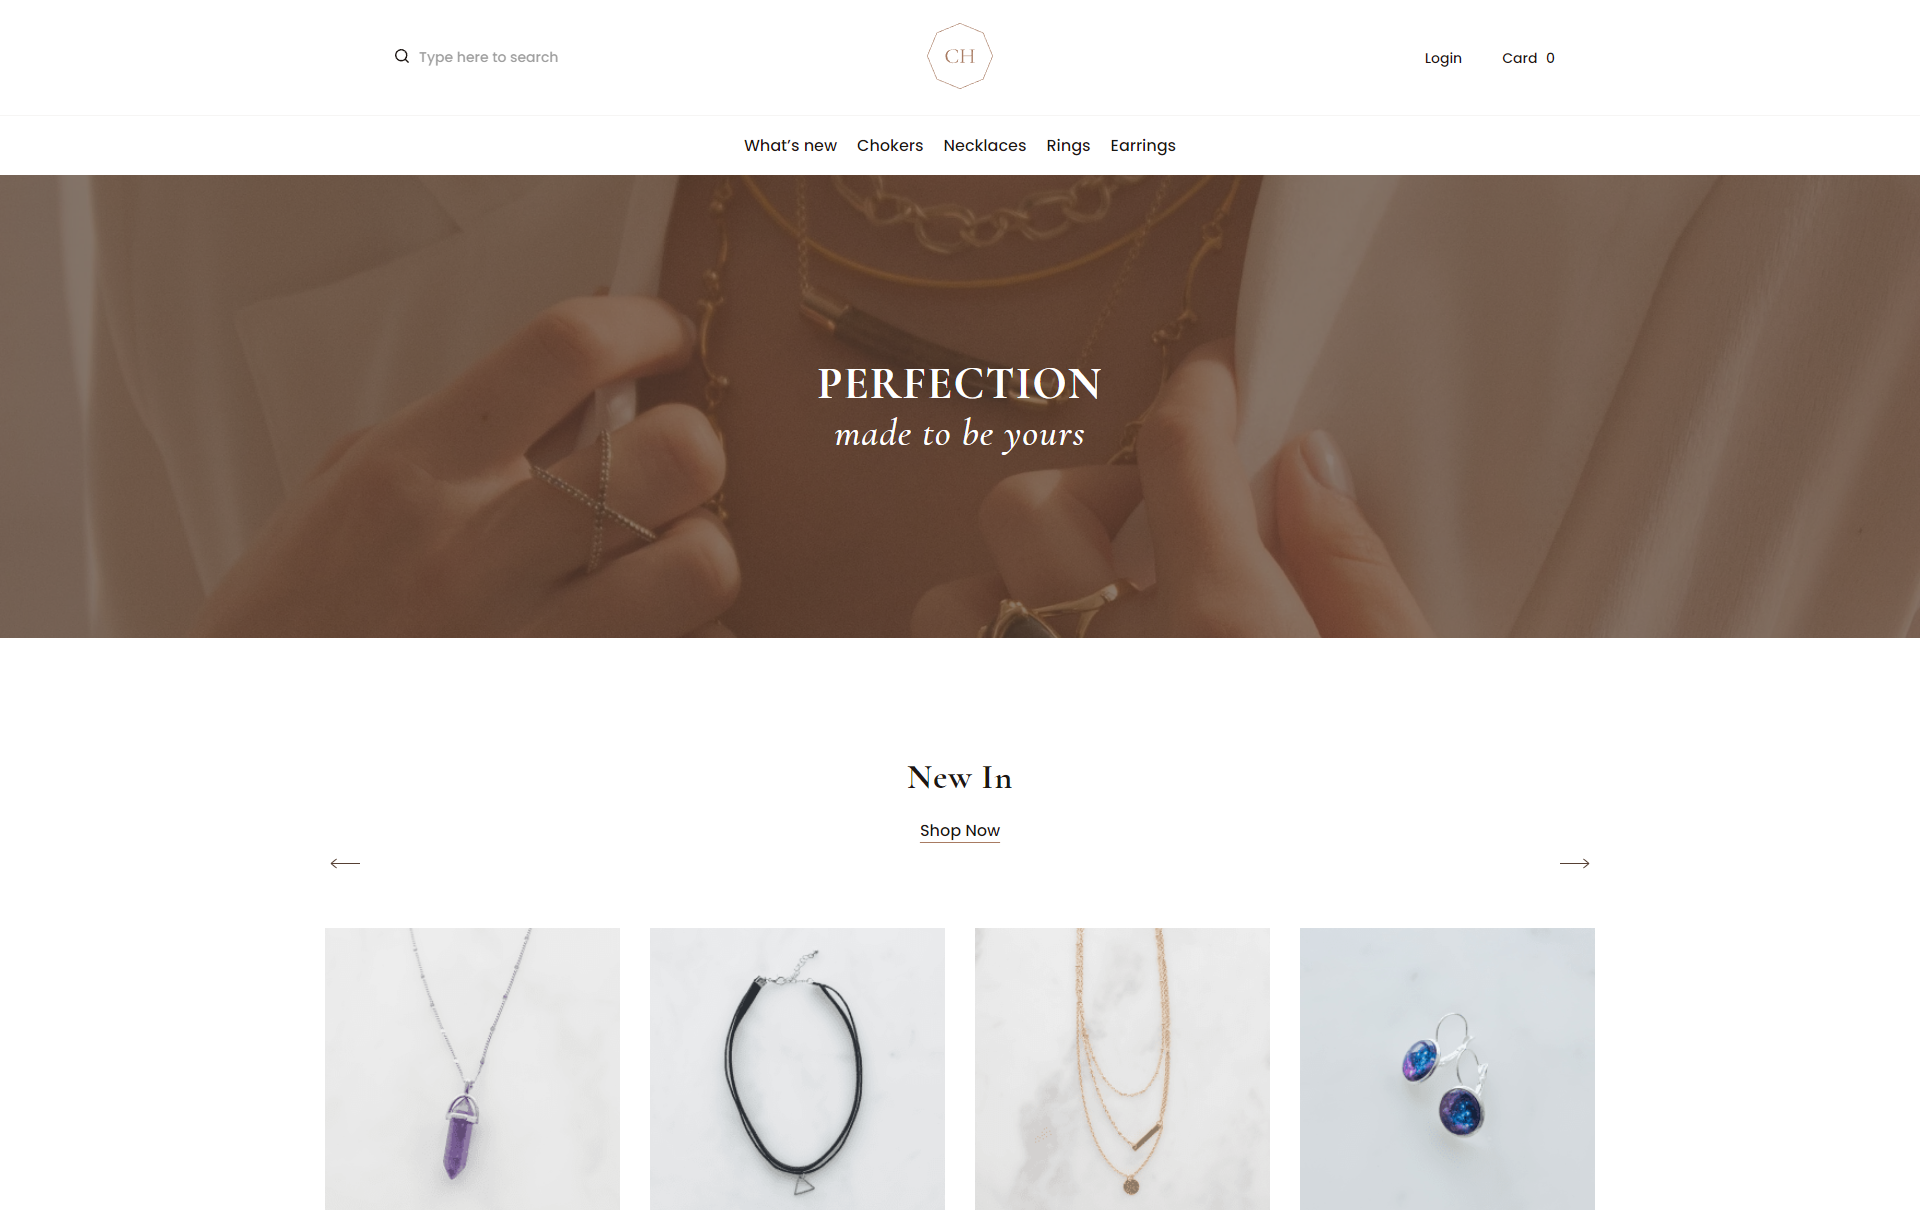 Type here to search
CH
Login
Card 0
What’s new Chokers Necklaces Rings Earrings
PERFECTION
made to be yours
New In
Shop Now